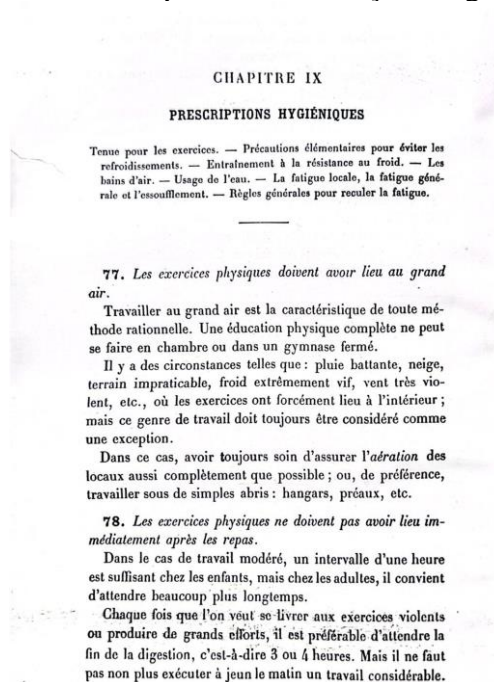 CHAPITRE IX
PRESCRIPTIONS HYGIÉNIQUES
Tenue pour les exercices. — Précautions élémentaires pour éviter les
refroidissements. — Entraînement à la résistance au froid. — Les
bains d'air. — Usage de l'eau. — La fatigue locale, la fatigue géné-
rale et l'essoufflement. — Règles générales pour reculer la fatigue.
77. Les exercices physiques doivent avoir lieu au grand
air.
Travailler au grand air est la caractéristique de toute mé-
thode rationnelle. Une éducation physique complète ne peut
se faire en chambre ou dans un gymnase fermé.
Il y a des circonstances telles que : pluie battante, neige,
terrain impraticable, froid extrêmement vif, vent très vio-
lent, etc., où les exercices ont forcément lieu à l'intérieur ;
mais ce genre de travail doit toujours être considéré comme
une exception.
Dans ce cas, avoir toujours soin d'assurer l'aération des
locaux aussi complètement que possible ; ou, de préférence,
travailler sous de simples abris : hangars, préaux, etc.
78. Les exercices physiques ne doivent pas avoir lieu im-
médiatement après les repas.
Dans le cas de travail modéré, un intervalle d'une heure
est suffisant chez les enfants, mais chez les adultes, il convient
d'attendre beaucoup plus longtemps.
Chaque fois que l'on veut se livrer aux exercices violents
ou produire de grands efforts, il est préférable d'attendre la
fin de la digestion, c'est-à-dire 3 ou 4 heures. Mais il ne faut
pas non plus exécuter à jeun le matin un travail considérable.